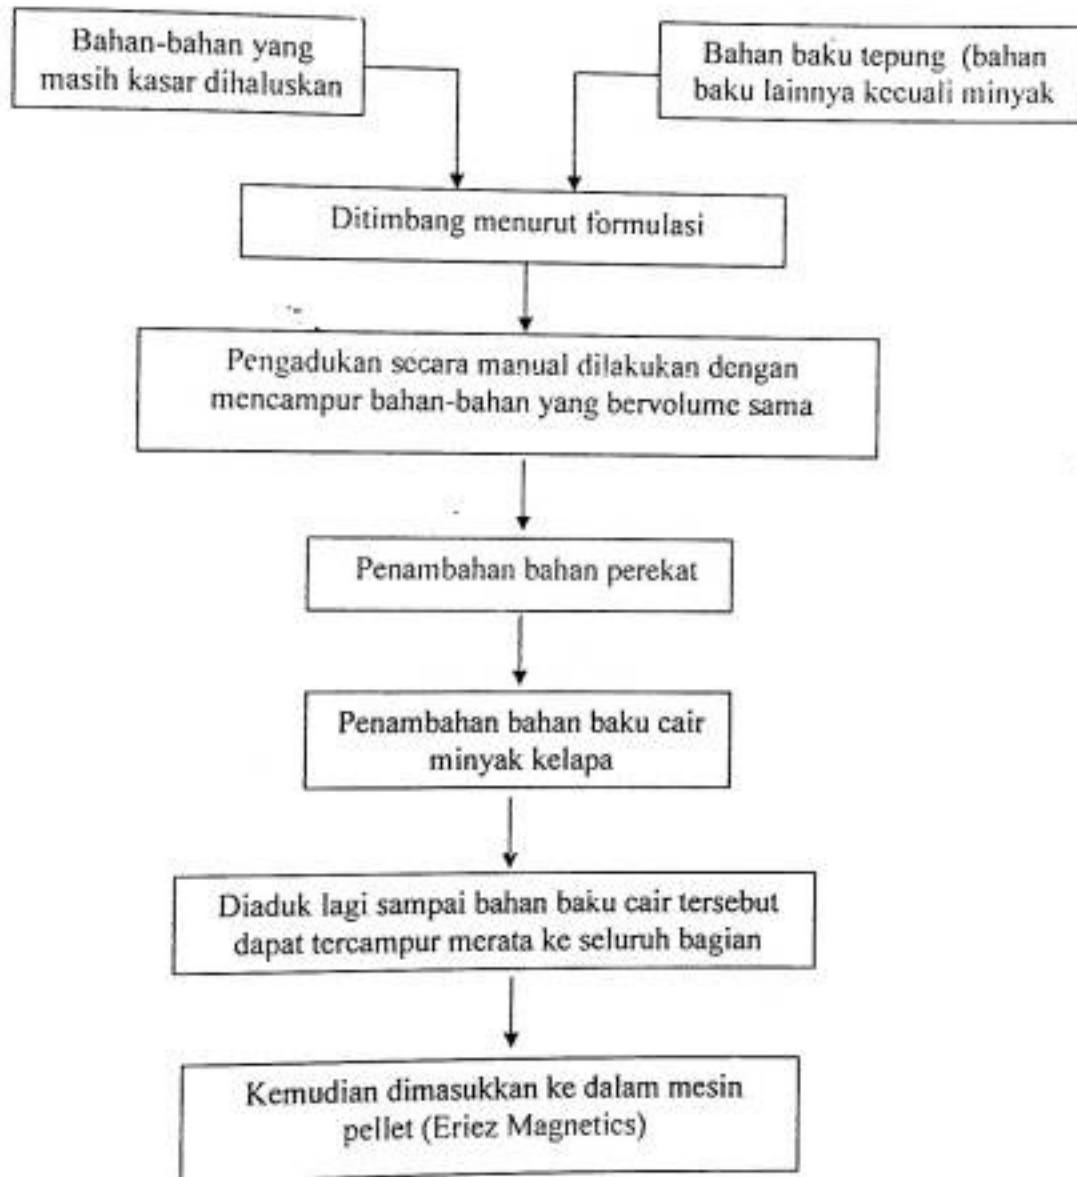 Bahan-bahan yang
masih kasar dihaluskan
Bahan baku tepung (bahan
baku lainnya kecuali minyak
Ditimbang menurut formulasi
Pengadukan secara manual dilakukan dengan
mencampur bahan-bahan yang bervolume sama
Penambahan bahan perekat
Penambahan bahan baku cair
minyak kelapa
Diaduk lagi sampai bahan baku cair tersebut
dapat tercampur merata ke seluruh bagian
Kemudian dimasukkan ke dalam mesin
pellet (Eriez Magnetics)